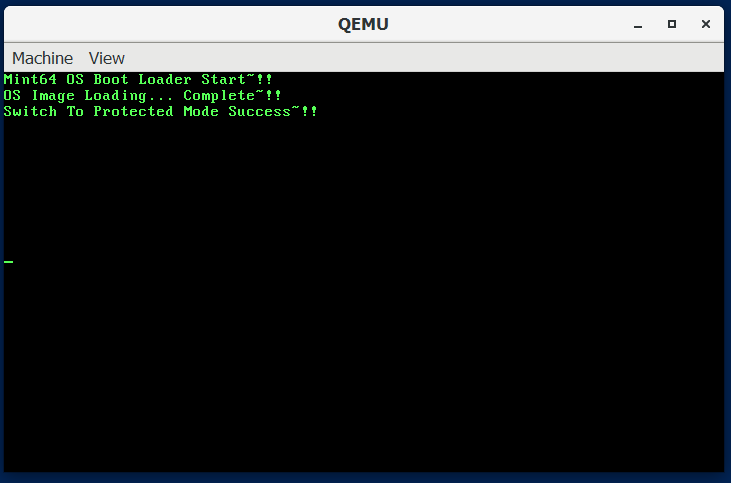 QEMU
Machine View
Mint64 OS Boot Loader Start~!!
OS Image Loading... Complete~!!
Switch To Protected Mode Success~!!